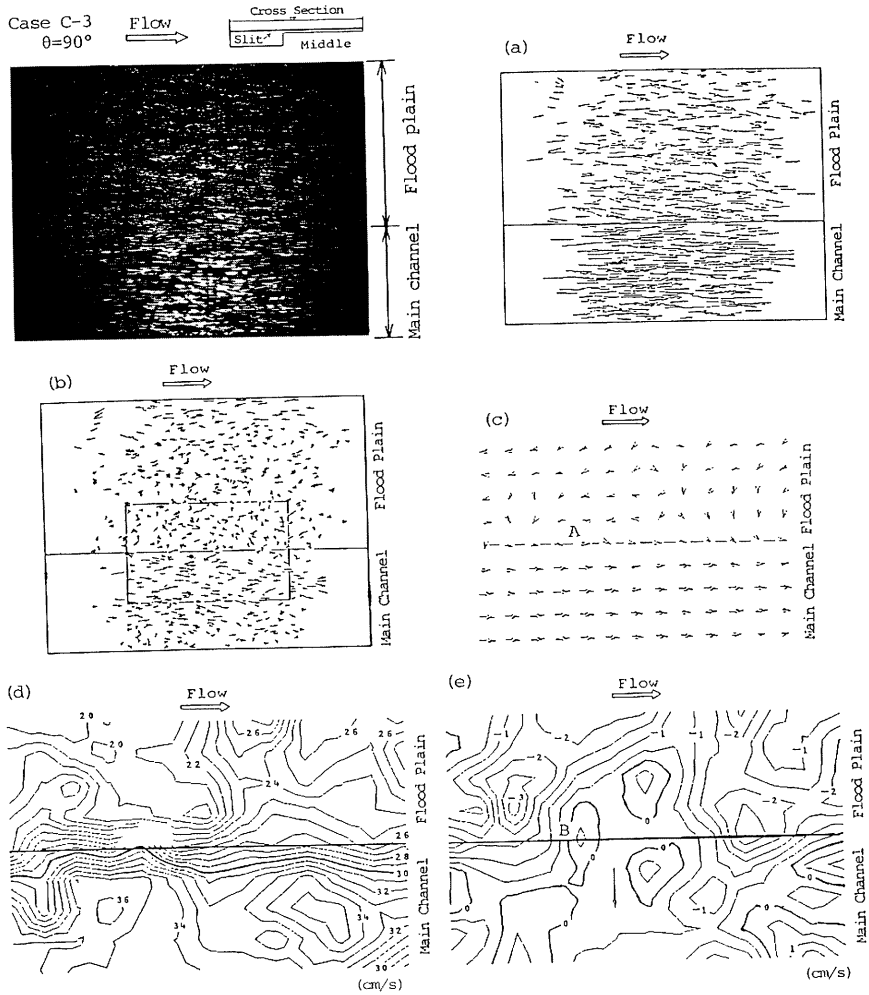 Case C-3
θ=90°
Flow
Cross Section
Slit
Middle
Flood plain
Main channel
(a)
Flow
Flood Plain
Main Channel
(b)
Flow
Flood Plain
Main Channel
(c)
Flow
A
Flood Plain
Main Channel
(d)
Flow
20
20
22
24
26
26
26
28
30
32
34
36
34
32
30
Flood Plain
Main Channel
(cm/s)
(e)
Flow
-2
-1
-1
-2
-1
-2
-3
-2
0
B
0
0
0
-1
0
0
1
Flood Plain
Main Channel
(cm/s)